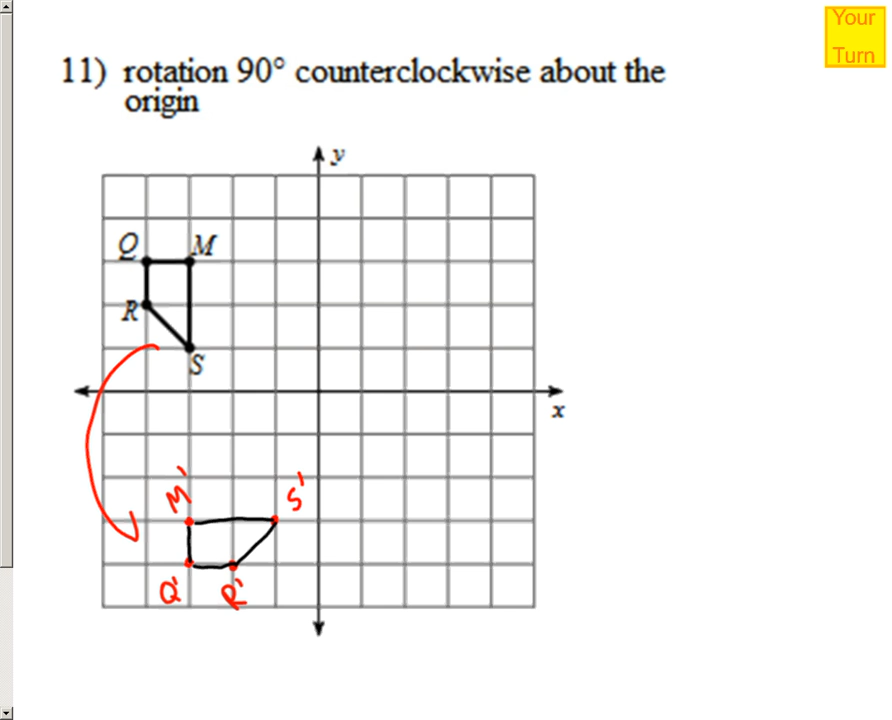 Your
Turn
11) rotation 90° counterclockwise about the
origin
y
Q M
R
S
x
M' S'
Q' R'